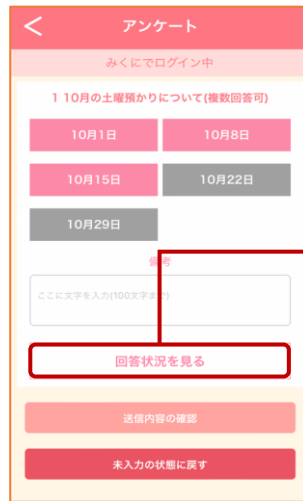 アンケート
みくにでログイン中
1 10月の土曜預かりについて(複数回答可)
10月1日 10月8日
10月15日 10月22日
10月29日
備考
ここに文字を入力(100文字まで)
回答状況を見る
送信内容の確認
未入力の状態に戻す